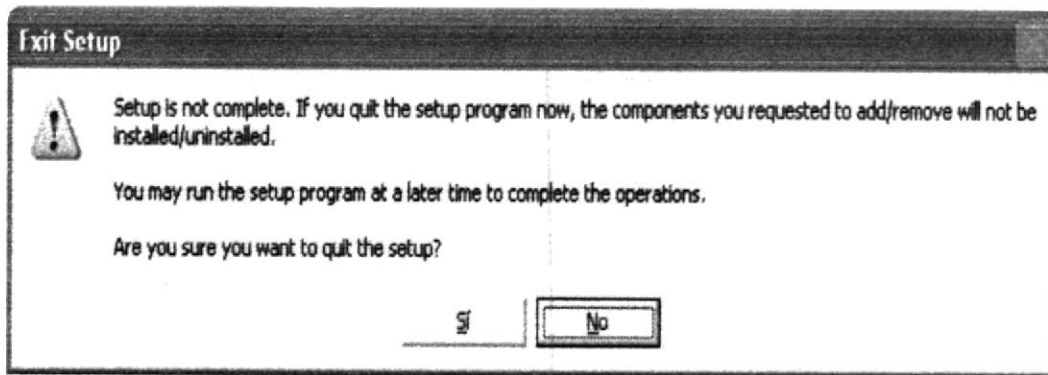 Exit Setup
Setup is not complete. If you quit the setup program now, the components you requested to add/remove will not be
installed/uninstalled.
You may run the setup program at a later time to complete the operations.
Are you sure you want to quit the setup?
Sí
No